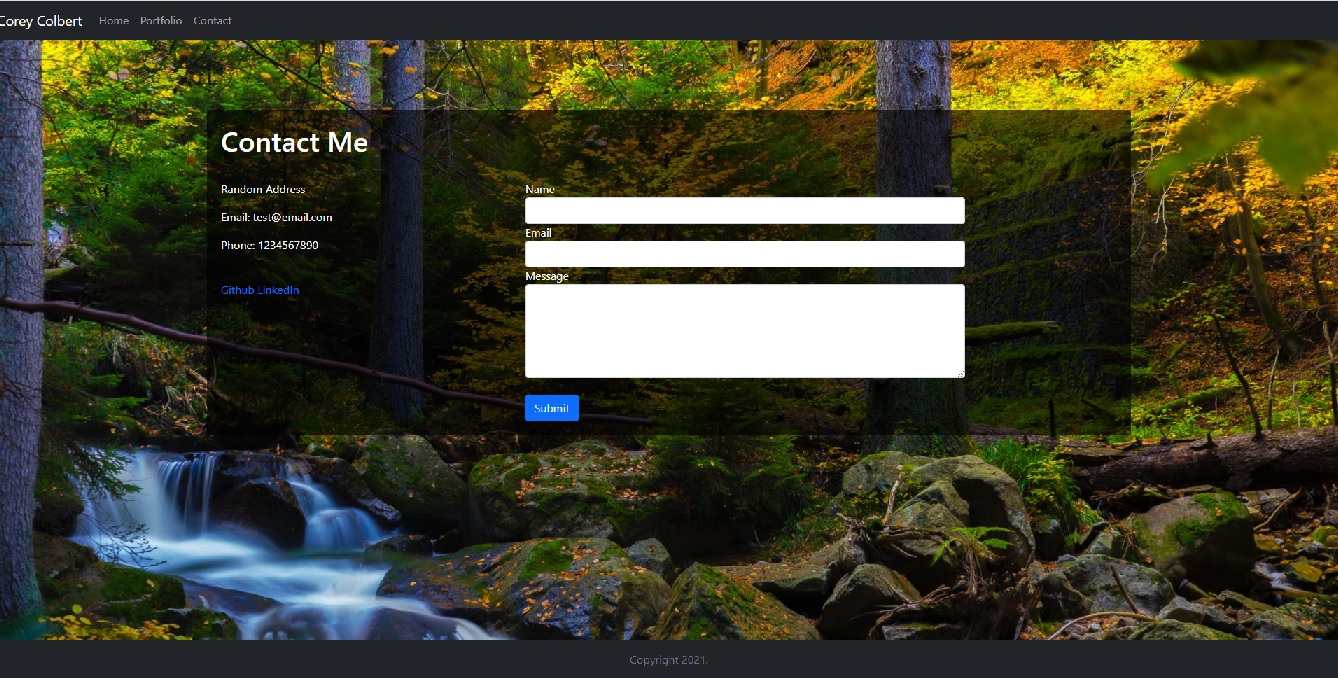 Corey Colbert Home Portfolio Contact
Contact Me
Random Address
Email: test@email.com
Phone: 1234567890
Github LinkedIn
Name
Email
Message
Submit
Copyright 2021.